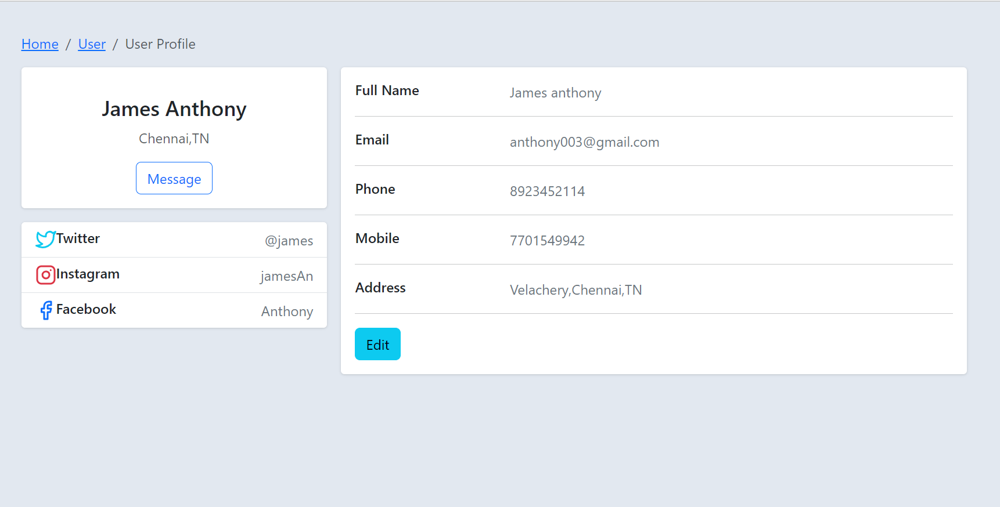 Home / User / User Profile
James Anthony
Chennai,TN
Message
Twitter @james
Instagram jamesAn
Facebook Anthony
Full Name James anthony
Email anthony003@gmail.com
Phone 8923452114
Mobile 7701549942
Address Velachery,Chennai,TN
Edit